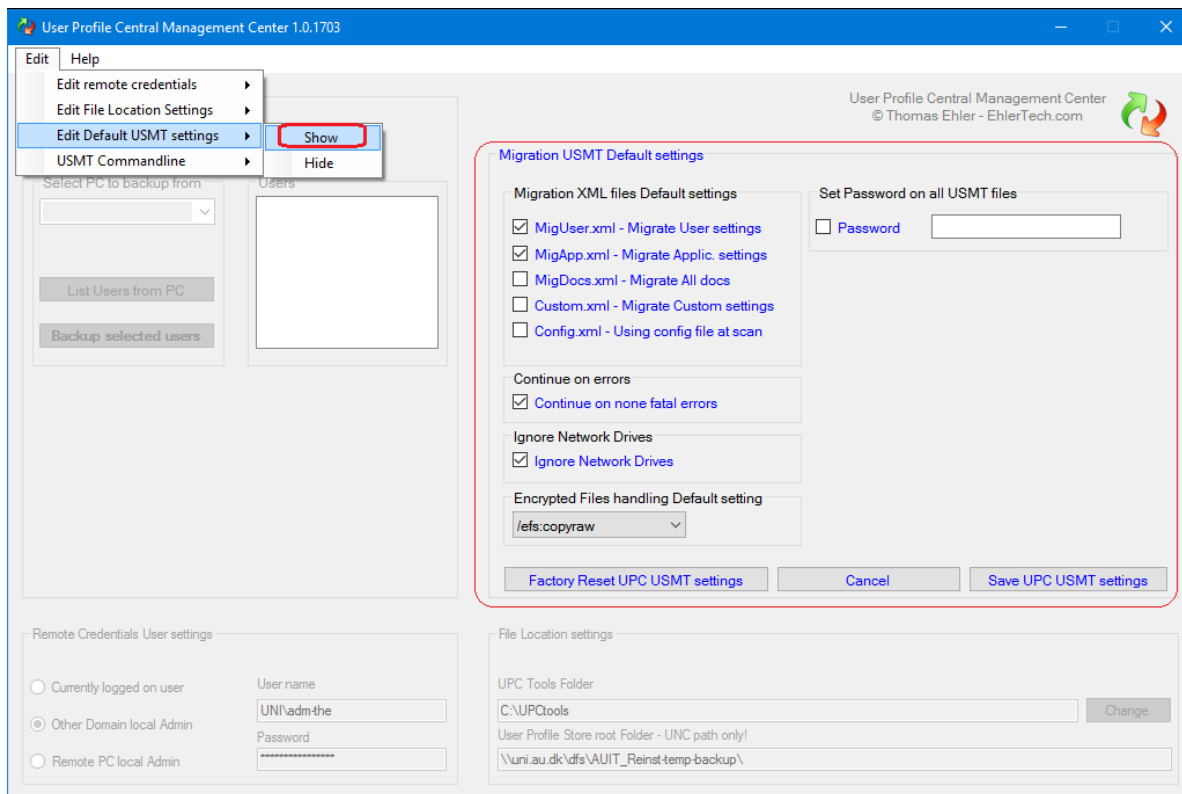 User Profile Central Management Center 1.0.1703
Edit Help
Edit remote credentials
Edit File Location Settings
Edit Default USMT settings
USMT Commandline
Show
Hide
User Profile Central Management Center
© Thomas Ehler - EhlerTech.com
Select PC to backup from
Users
List Users from PC
Backup selected users
Migration USMT Default settings
Migration XML files Default settings
MigUser.xml - Migrate User settings
MigApp.xml - Migrate Applic. settings
MigDocs.xml - Migrate All docs
Custom.xml - Migrate Custom settings
Config.xml - Using config file at scan
Set Password on all USMT files
Password
Continue on errors
Continue on none fatal errors
Ignore Network Drives
Ignore Network Drives
Encrypted Files handling Default setting
/efs:copyraw
Factory Reset UPC USMT settings
Cancel
Save UPC USMT settings
Remote Credentials User settings
Currently logged on user
Other Domain local Admin
Remote PC local Admin
User name
UNI\adm-the
Password
****************
File Location settings
UPC Tools Folder
C:\UPCtools
Change
User Profile Store root Folder - UNC path only!
\\uni.au.dk\dfs\AUIT_Reinst-temp-backup\